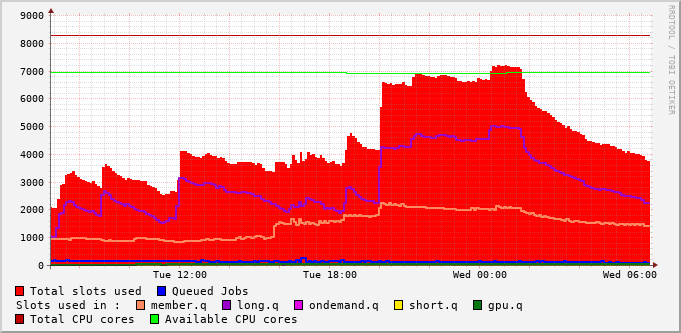 9000
8000
7000
6000
5000
4000
3000
2000
1000
0
Tue 12:00 Tue 18:00 Wed 00:00 Wed 06:00
RRDTOOL / TOBI OETIKER
Total slots used Queued Jobs
Slots used in : member.q long.q ondemand.q short.q gpu.q
Total CPU cores Available CPU cores